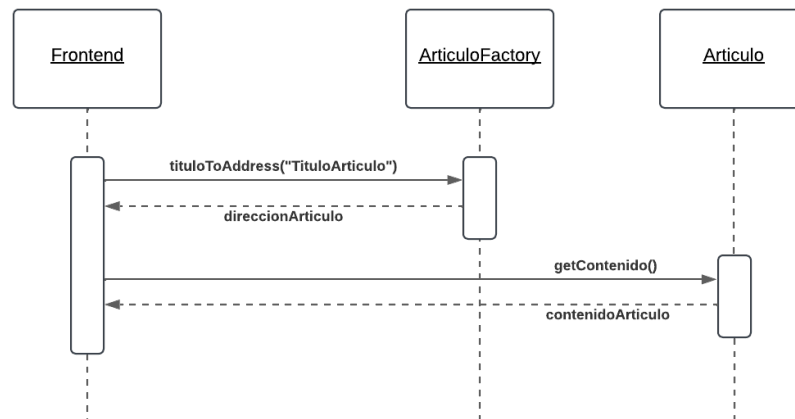 Frontend
ArticuloFactory
Articulo
tituloToAddress("TituloArticulo")
direccionArticulo
getContenido()
contenidoArticulo